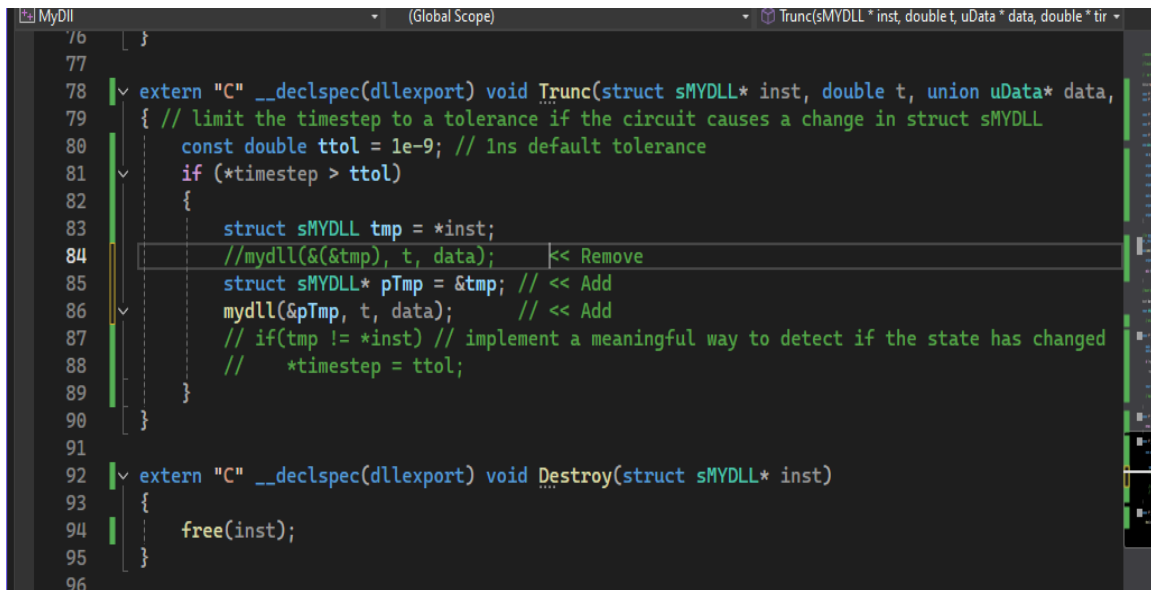 MyDll (Global Scope) Trunc(sMYDLL * inst, double t, uData * data, double * tir
76 }
77
78 extern "C" __declspec(dllexport) void Trunc(struct sMYDLL* inst, double t, union uData* data,
79 { // limit the timestep to a tolerance if the circuit causes a change in struct sMYDLL
80 const double ttol = 1e-9; // 1ns default tolerance
81 if (*timestep > ttol)
82 {
83 struct sMYDLL tmp = *inst;
84 //mydll(&(&tmp), t, data); << Remove
85 struct sMYDLL* pTmp = &tmp; // << Add
86 mydll(&pTmp, t, data); // << Add
87 // if(tmp != *inst) // implement a meaningful way to detect if the state has changed
88 // *timestep = ttol;
89 }
90 }
91
92 extern "C" __declspec(dllexport) void Destroy(struct sMYDLL* inst)
93 {
94 free(inst);
95 }
96